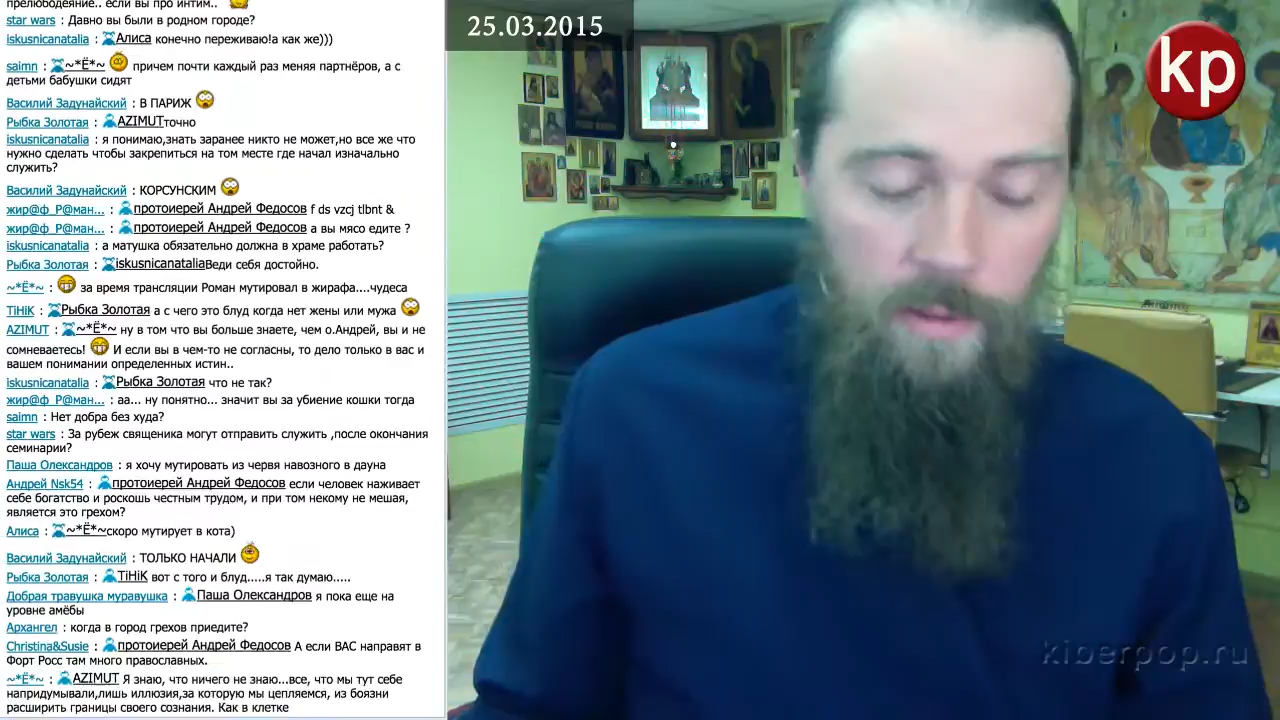 прелюбодеяние.. если вы про интим..
star wars : Давно вы были в родном городе?
iskusnicanatalia : Алиса конечно переживаю!а как же)))
saimn : ~*Ё*~ причем почти каждый раз меняя партнёров, а с
детьми бабушки сидят
Василий Задунайский : В ПАРИЖ
Рыбка Золотая : AZIMUTточно
iskusnicanatalia : я понимаю,знать заранее никто не может,но все же что
нужно сделать чтобы закрепиться на том месте где начал изначально
служить?
Василий Задунайский : КОРСУНСКИМ
жир@ф_Р@ман... : протоиерей Андрей Федосов f ds vzcj tlbnt &
жир@ф_Р@ман... : протоиерей Андрей Федосов а вы мясо едите ?
iskusnicanatalia : а матушка обязательно должна в храме работать?
Рыбка Золотая : iskusnicanataliaВеди себя достойно.
~*Ё*~ : за время трансляции Роман мутировал в жирафа....чудеса
TiHiK : Рыбка Золотая а с чего это блуд когда нет жены или мужа
AZIMUT : ~*Ё*~ ну в том что вы больше знаете, чем о.Андрей, вы и не
сомневаетесь! И если вы в чем-то не согласны, то дело только в вас и
вашем понимании определенных истин..
iskusnicanatalia : Рыбка Золотая что не так?
жир@ф_Р@ман... : аа... ну понятно... значит вы за убиение кошки тогда
saimn : Нет добра без худа?
star wars : За рубеж священика могут отправить служить ,после окончания
семинарии?
Паша Олександров : я хочу мутировать из червя навозного в дауна
Андрей Nsk54 : протоиерей Андрей Федосов если человек наживает
себе богатство и роскошь честным трудом, и при том некому не мешая,
является это грехом?
Алиса : ~*Ё*~скоро мутирует в кота)
Василий Задунайский : ТОЛЬКО НАЧАЛИ
Рыбка Золотая : TiHiK вот с того и блуд.....я так думаю.....
Добрая травушка муравушка : Паша Олександров я пока еще на
уровне амёбы
Архангел : когда в город грехов приедите?
Christina&Susie : протоиерей Андрей Федосов А если ВАС направят в
Форт Росс там много православных.
~*Ё*~ : AZIMUT Я знаю, что ничего не знаю...все, что мы тут себе
напридумывали,лишь иллюзия,за которую мы цепляемся, из боязни
расширить границы своего сознания. Как в клетке
25.03.2015
kp
kiberpop.ru